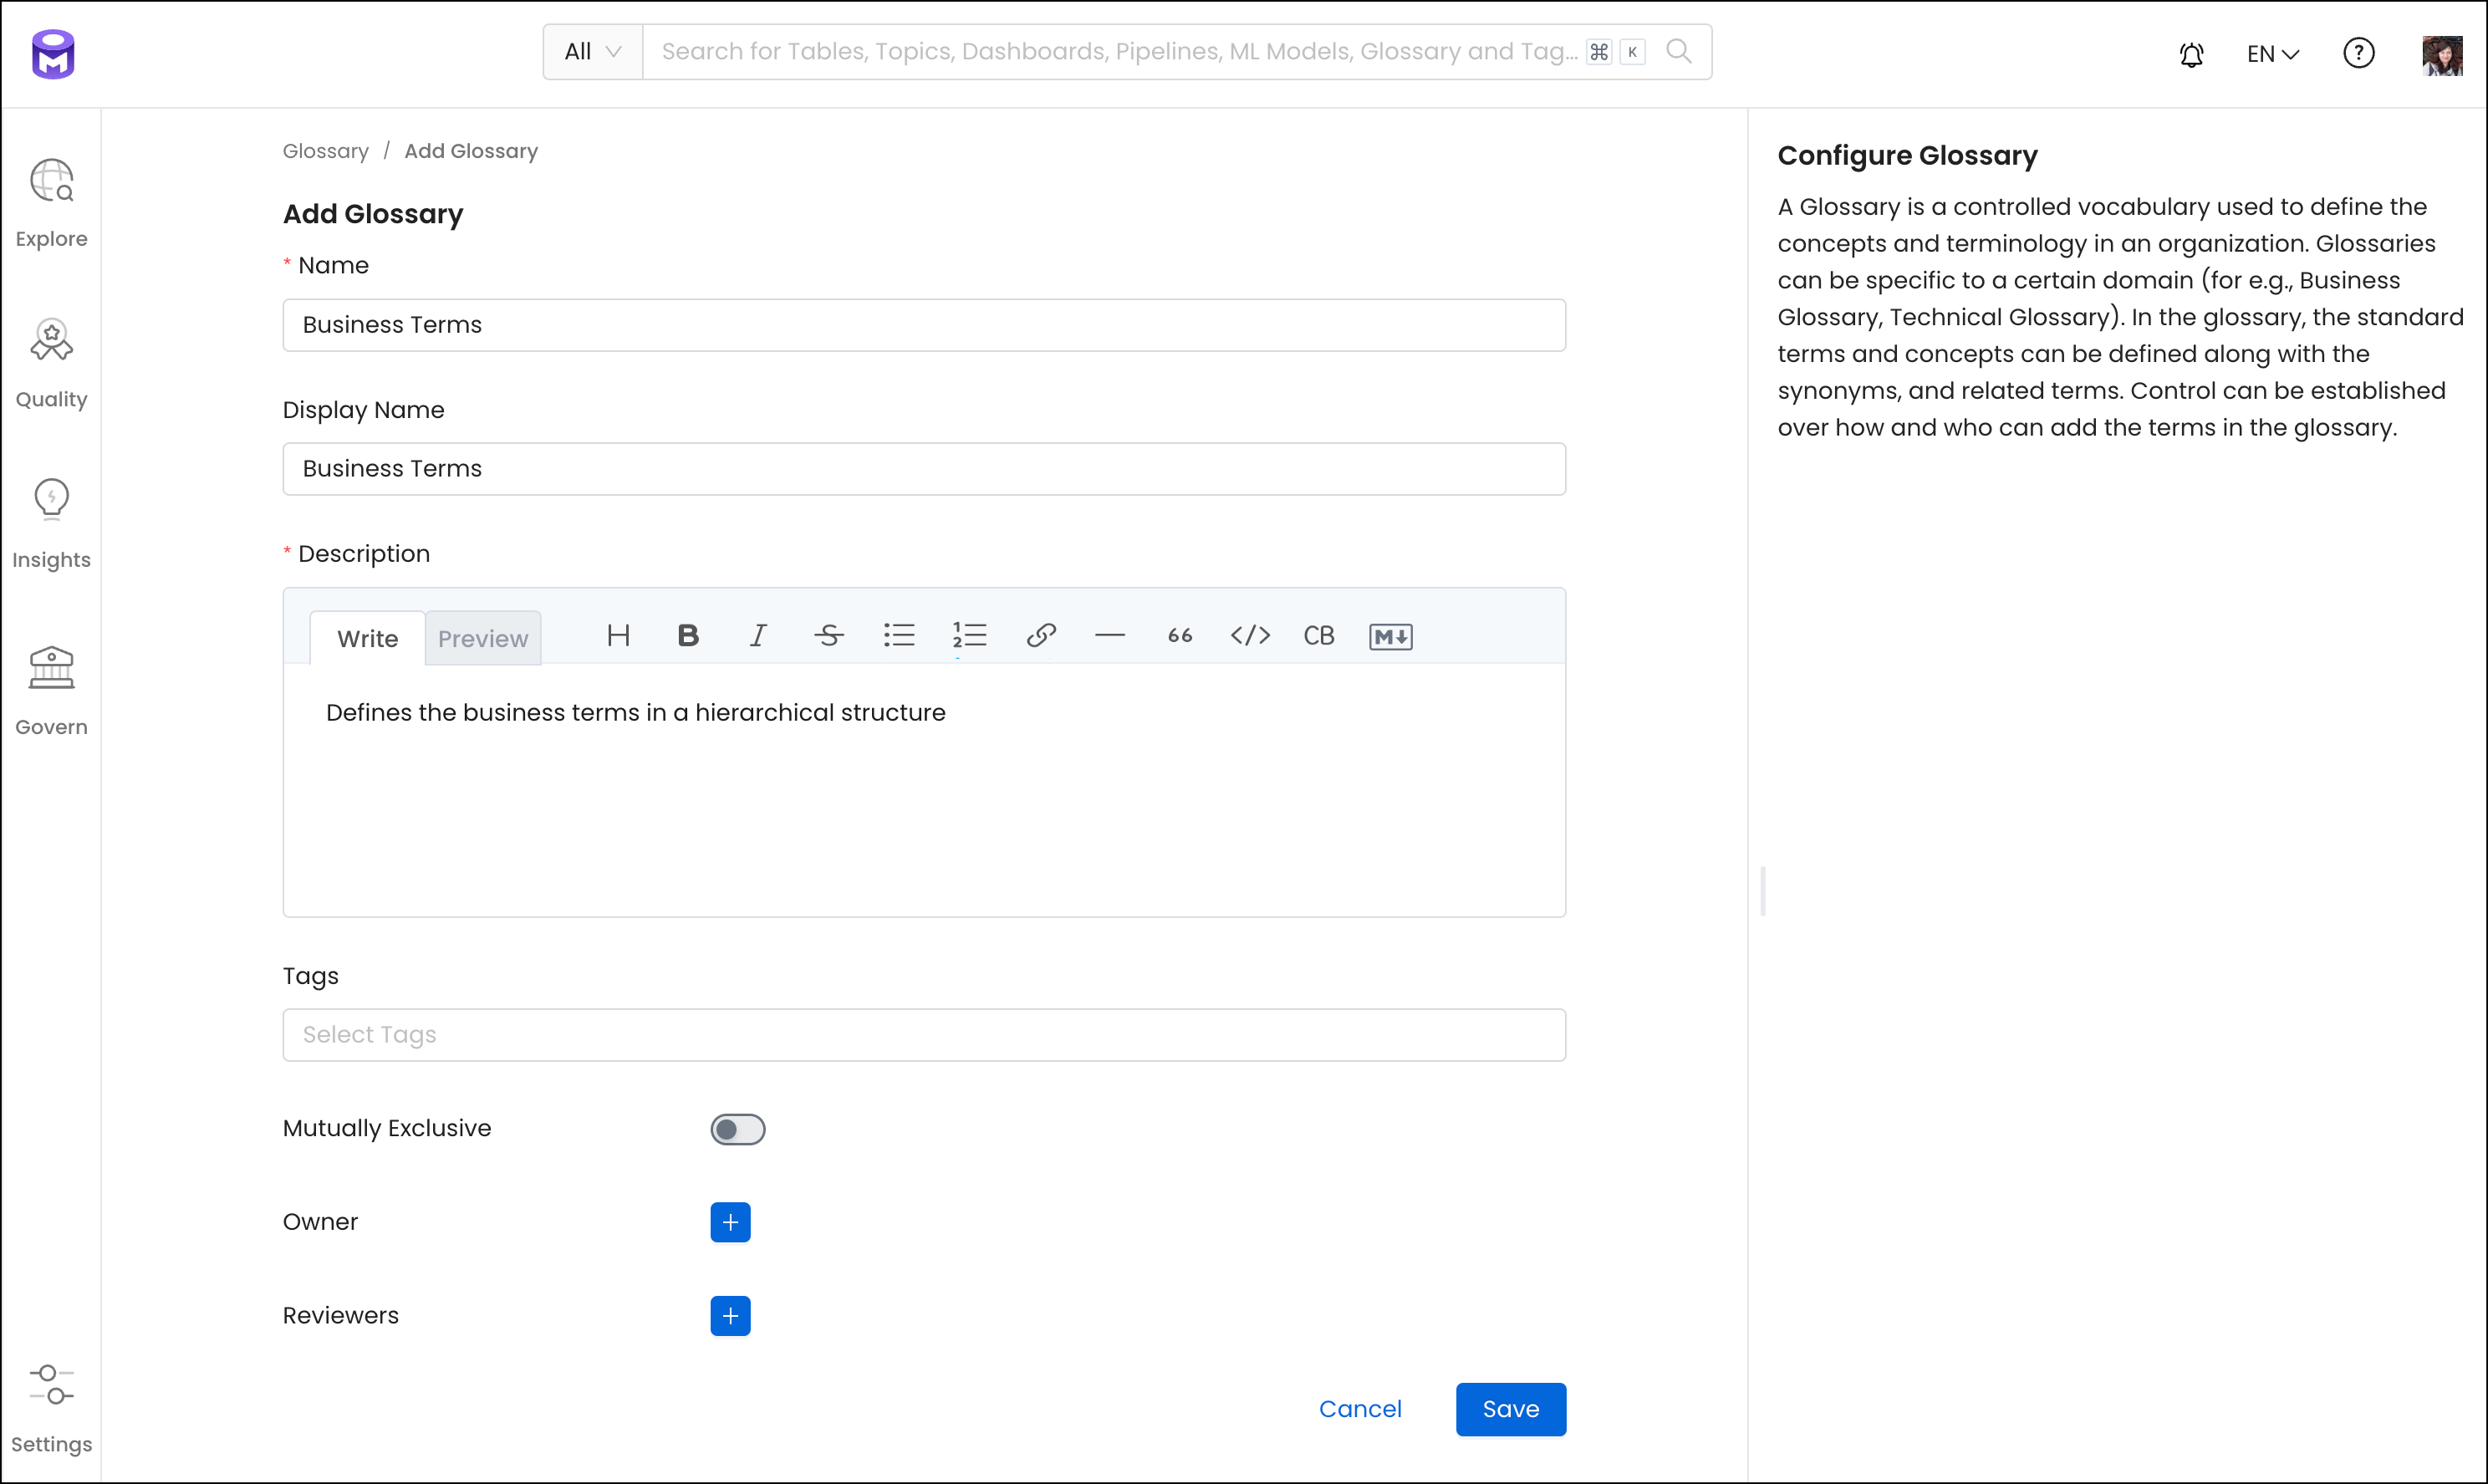 All
Search for Tables, Topics, Dashboards, Pipelines, ML Models, Glossary and Tag...
⌘ K
EN
?
Explore
Quality
Insights
Govern
Settings
Glossary / Add Glossary
Add Glossary
* Name
Business Terms
Display Name
Business Terms
* Description
Write Preview H B I S 66 </> CB M↓
Defines the business terms in a hierarchical structure
Tags
Select Tags
Mutually Exclusive
Owner
+
Reviewers
+
Cancel
Save
Configure Glossary
A Glossary is a controlled vocabulary used to define the
concepts and terminology in an organization. Glossaries
can be specific to a certain domain (for e.g., Business
Glossary, Technical Glossary). In the glossary, the standard
terms and concepts can be defined along with the
synonyms, and related terms. Control can be established
over how and who can add the terms in the glossary.